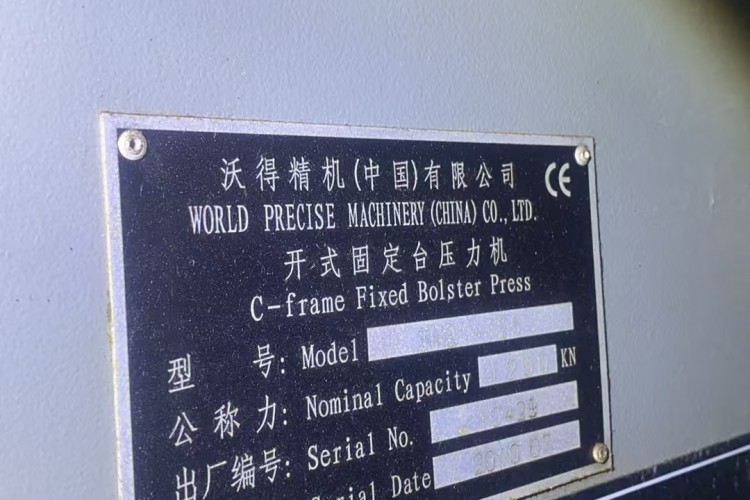 沃得精机(中国)有限公司 CE
WORLD PRECISE MACHINERY(CHINA) CO.,LTD.
开式固定台压力机
C-frame Fixed Bolster Press
型 号: Model
公称力: Nominal Capacity KN
出厂编号: Serial No.
Serial Date